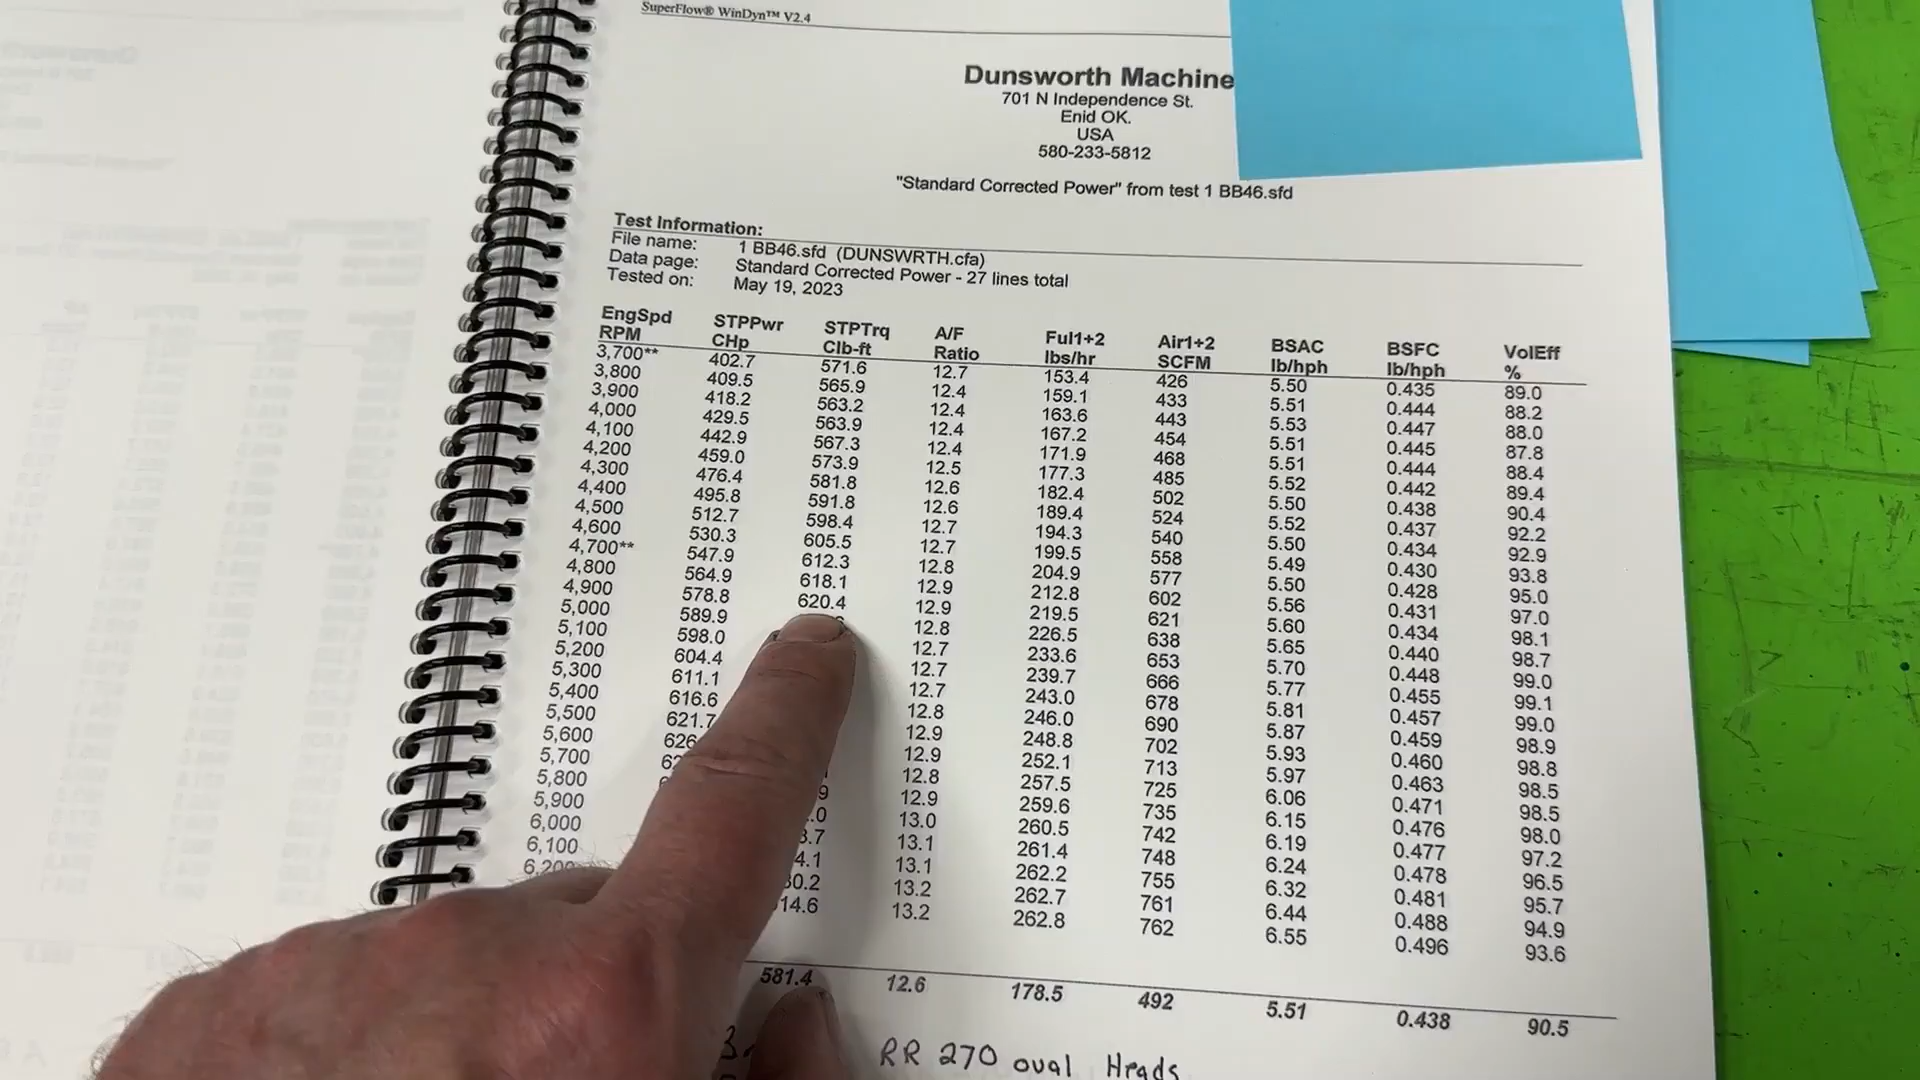 SuperFlow® WinDyn™ V2.4
Dunsworth Machine
701 N Independence St.
Enid OK.
USA
580-233-5812
"Standard Corrected Power" from test 1 BB46.sfd
Test Information:
File name: 1 BB46.sfd (DUNSWRTH.cfa)
Data page: Standard Corrected Power - 27 lines total
Tested on: May 19, 2023
EngSpd STPPwr STPTrq A/F Ful1+2 Air1+2 BSAC BSFC VolEff
RPM CHp Clb-ft Ratio lbs/hr SCFM lb/hph lb/hph %
3,700** 402.7 571.6 12.7 153.4 426 5.50 0.435 89.0
3,800 409.5 565.9 12.4 159.1 433 5.51 0.444 88.2
3,900 418.2 563.2 12.4 163.6 443 5.53 0.447 88.0
4,000 429.5 563.9 12.4 167.2 454 5.51 0.445 87.8
4,100 442.9 567.3 12.4 171.9 468 5.51 0.444 88.4
4,200 459.0 573.9 12.5 177.3 485 5.52 0.442 89.4
4,300 476.4 581.8 12.6 182.4 502 5.50 0.438 90.4
4,400 495.8 591.8 12.6 189.4 524 5.52 0.437 92.2
4,500 512.7 598.4 12.7 194.3 540 5.50 0.434 92.9
4,600 530.3 605.5 12.7 199.5 558 5.49 0.430 93.8
4,700** 547.9 612.3 12.8 204.9 577 5.50 0.428 95.0
4,800 564.9 618.1 12.9 212.8 602 5.56 0.431 97.0
4,900 578.8 620.4 12.9 219.5 621 5.60 0.434 98.1
5,000 589.9 12.8 226.5 638 5.65 0.440 98.7
5,100 598.0 12.7 233.6 653 5.70 0.448 99.0
5,200 604.4 12.7 239.7 666 5.77 0.455 99.1
5,300 611.1 12.7 243.0 678 5.81 0.457 99.0
5,400 616.6 12.8 246.0 690 5.87 0.459 98.9
5,500 621.7 12.9 248.8 702 5.93 0.460 98.8
5,600 626 12.9 252.1 713 5.97 0.463 98.5
5,700 12.8 257.5 725 6.06 0.471 98.5
5,800 12.9 259.6 735 6.15 0.476 98.0
5,900 13.0 260.5 742 6.19 0.477 97.2
6,000 13.1 261.4 748 6.24 0.478 96.5
6,100 13.1 262.2 755 6.32 0.481 95.7
6,200 13.2 262.7 761 6.44 0.488 94.9
14.6 13.2 262.8 762 6.55 0.496 93.6
581.4 12.6 178.5 492 5.51 0.438 90.5
RR 270 oval Heads